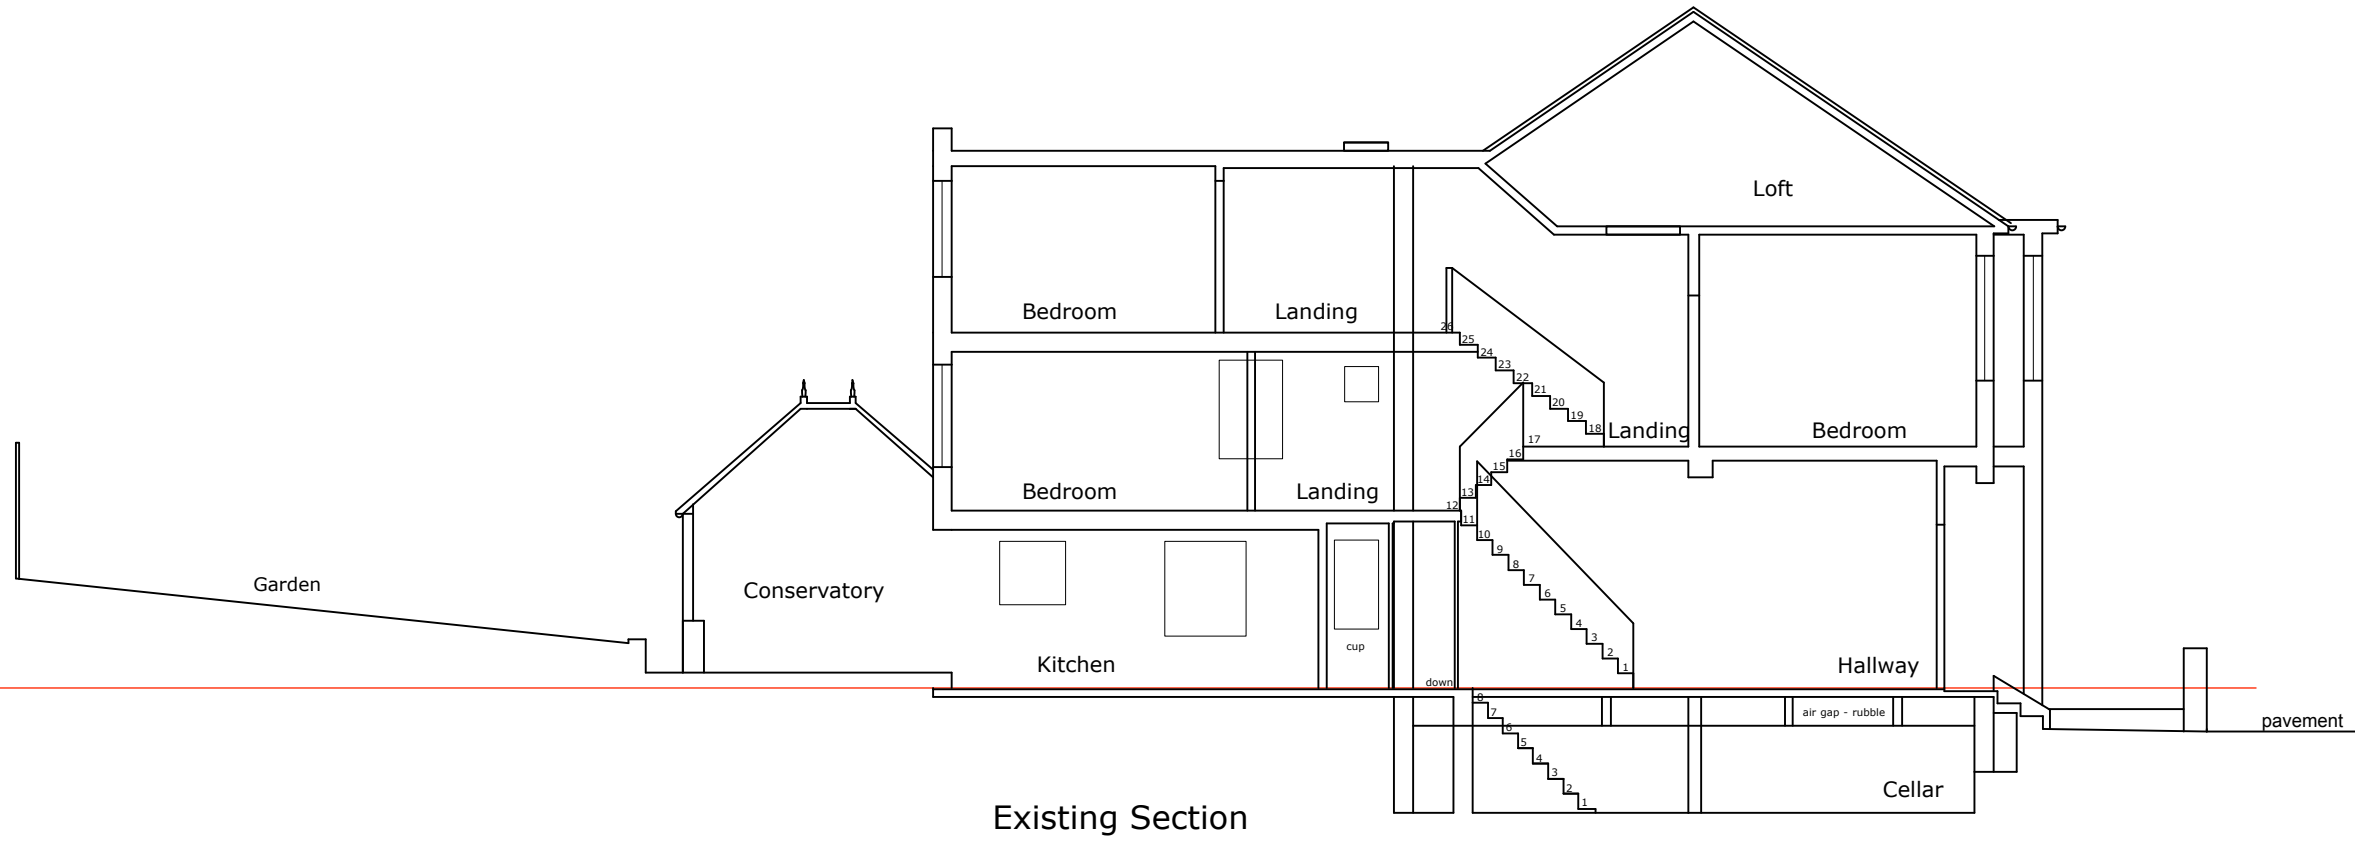 Loft
Bedroom
Landing
26
25
24
23
22
21
20
19
18
Landing
Bedroom
17
16
15
14
13
12
11
Bedroom
Landing
10
9
8
7
6
5
4
3
2
1
Garden
Conservatory
cup
Kitchen
Hallway
down
8
7
6
5
4
3
2
1
air gap - rubble
pavement
Cellar
Existing Section